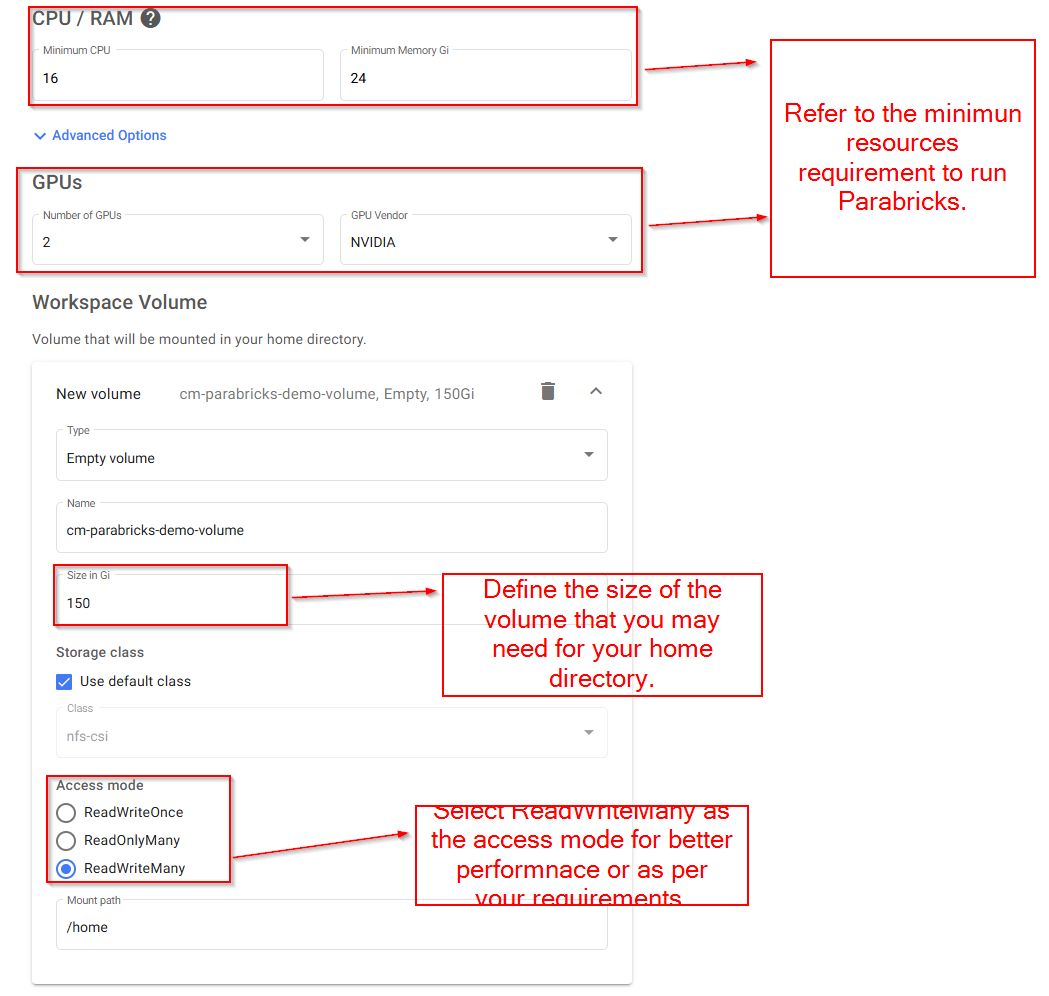 CPU / RAM ?
Minimum CPU
16
Minimum Memory Gi
24
Refer to the minimun
resources
requirement to run
Parabricks.
Advanced Options
GPUs
Number of GPUs
2
GPU Vendor
NVIDIA
Workspace Volume
Volume that will be mounted in your home directory.
New volume
cm-parabricks-demo-volume, Empty, 150Gi
Type
Empty volume
Name
cm-parabricks-demo-volume
Size in Gi
150
Define the size of the
volume that you may
need for your home
directory.
Storage class
Use default class
Class
nfs-csi
Access mode
ReadWriteOnce
ReadOnlyMany
ReadWriteMany
Select ReadWriteMany as
the access mode for better
performnace or as per
your requirements
Mount path
/home